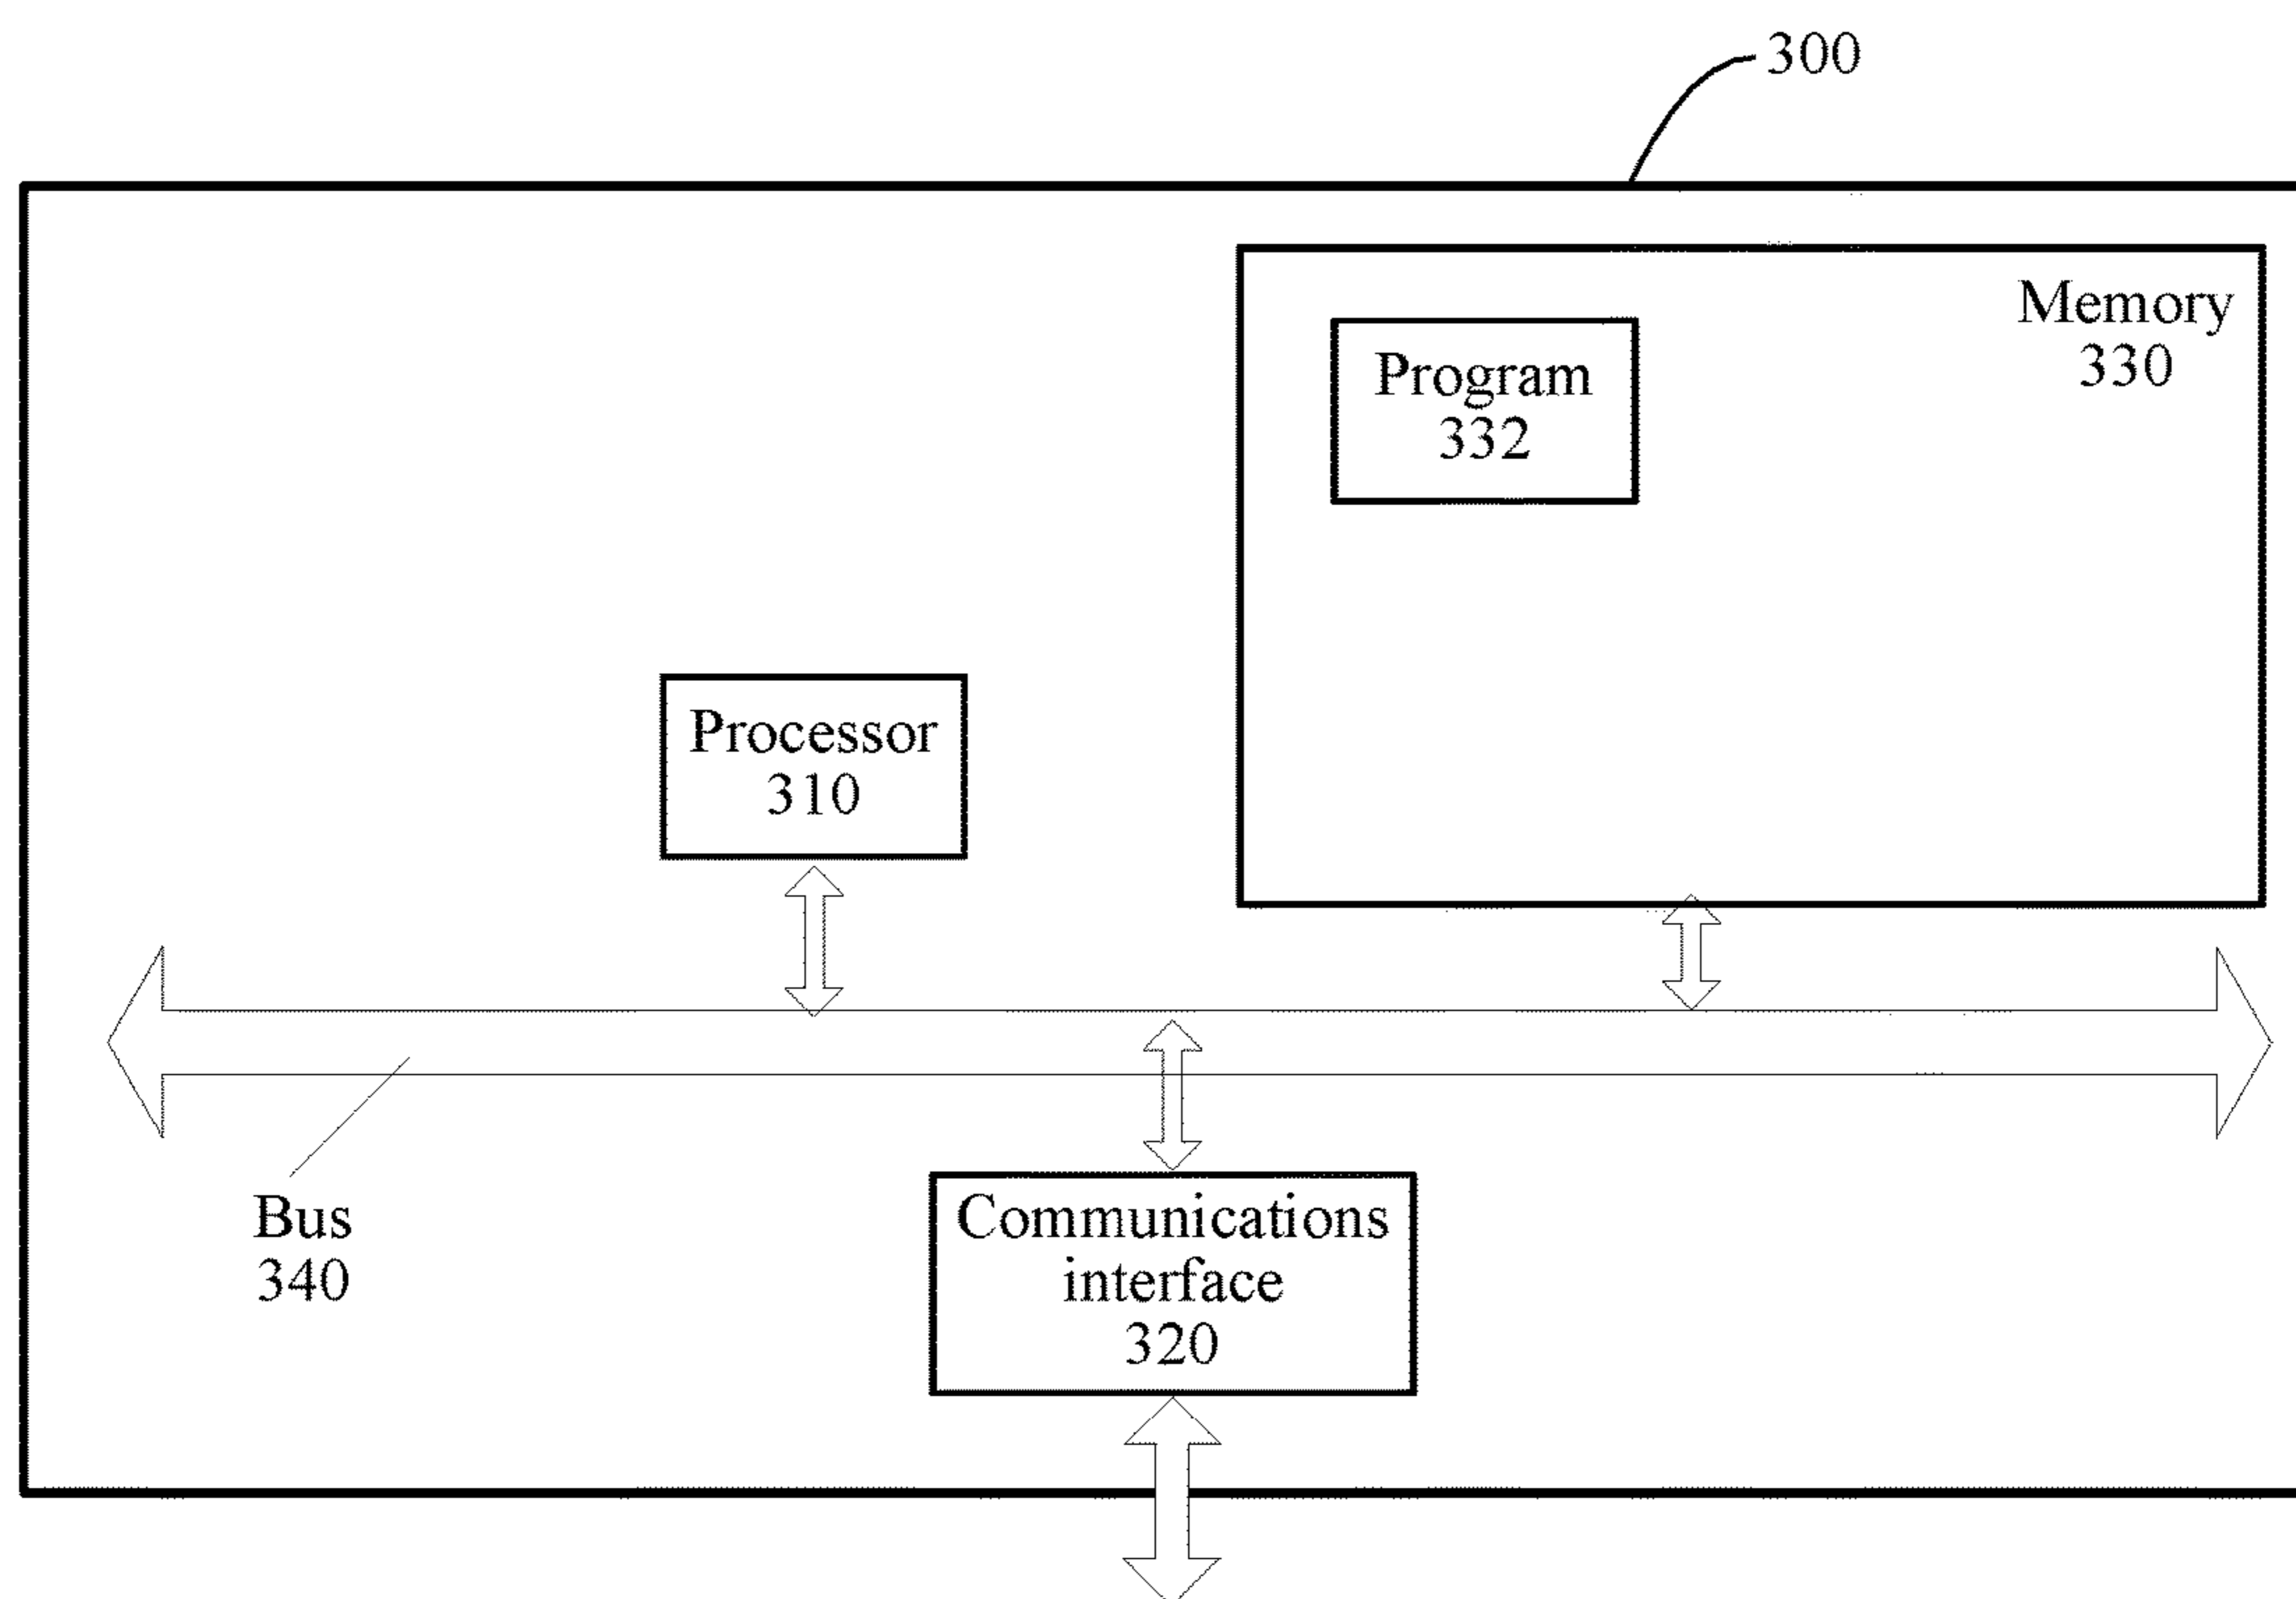 300
Memory
330
Program
332
Processor
310
Bus
340
Communications
interface
320